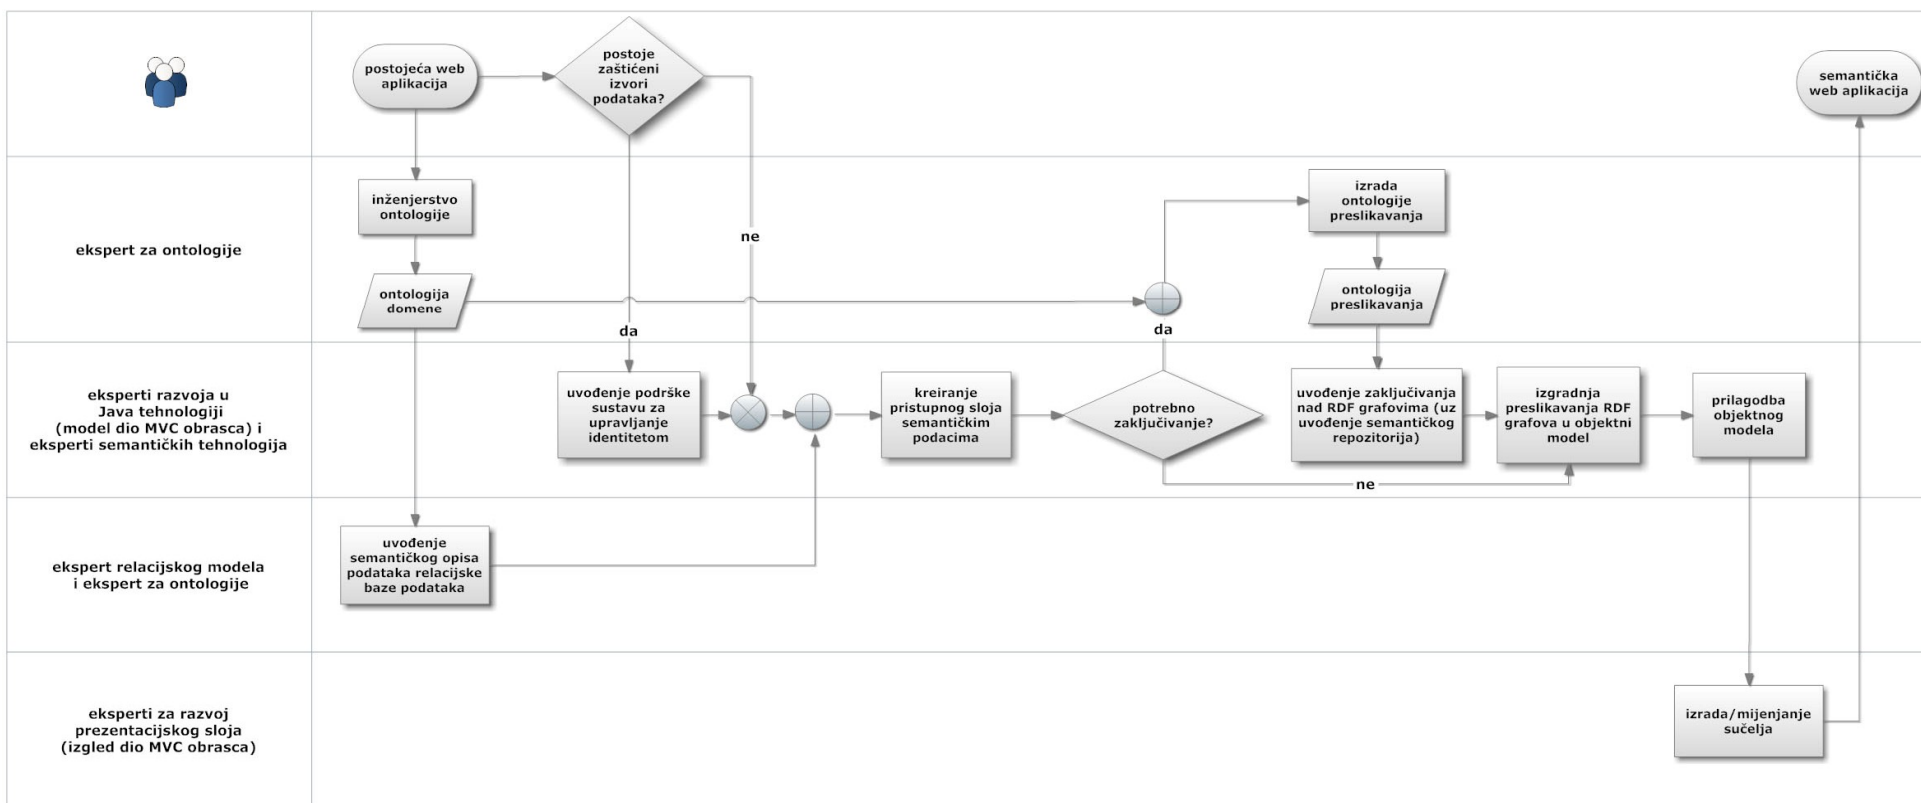 postojeća web
aplikacija
postoje
zaštićeni
izvori
podataka?
semantička
web aplikacija
ekspert za ontologije
inženjerstvo
ontologije
ontologija
domene
ne
da
da
izrada
ontologije
preslikavanja
ontologija
preslikavanja
eksperti razvoja u
Java tehnologiji
(model dio MVC obrasca) i
eksperti semantičkih tehnologija
uvođenje podrške
sustavu za
upravljanje
identitetom
kreiranje
pristupnog sloja
semantičkim
podacima
potrebno
zaključivanje?
uvođenje zaključivanja
nad RDF grafovima (uz
uvođenje semantičkog
repozitorija)
izgradnja
preslikavanja RDF
grafova u objektni
model
prilagodba
objektnog
modela
ne
ekspert relacijskog modela
i ekspert za ontologije
uvođenje
semantičkog opisa
podataka relacijske
baze podataka
eksperti za razvoj
prezentacijskog sloja
(izgled dio MVC obrasca)
izrada/mijenjanje
sučelja